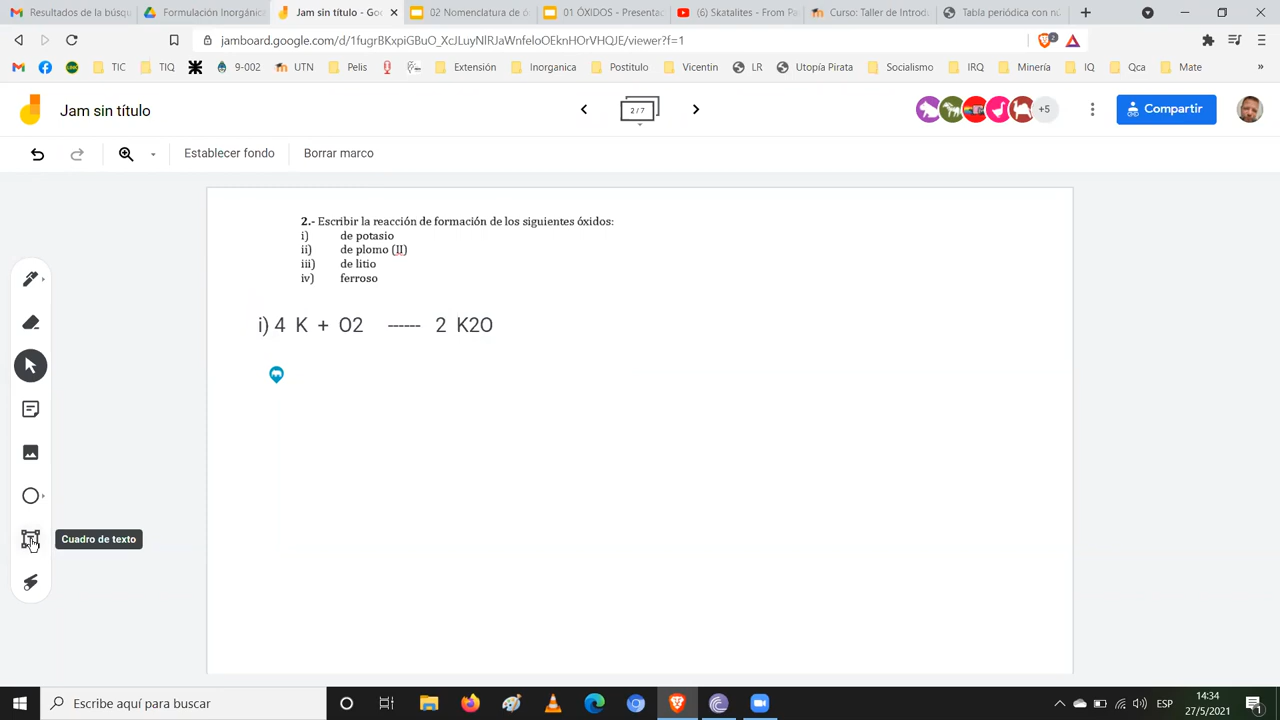 Resultados de la búsqu
Formulación Inorgánica
Jam sin título - Goo
02 Nomenclatura de ó
01 ÓXIDOS - Presentac
(6) Skatalites - From Pa
Curso: Taller de Introdu
Tabla periódica con nú
jamboard.google.com/d/1fugrBKxpiGBuO_XcJLuyNlRJaWnfeIoOEknHOrVHQJE/viewer?f=1
2
TIC
TIQ
9-002
UTN
Pelis
Extensión
Inorganica
Postitulo
Vicentin
LR
Utopía Pirata
Socialismo
IRQ
Minería
IQ
Qca
Mate
»
Jam sin título
2 / 7
+5
Compartir
Establecer fondo
Borrar marco
2.- Escribir la reacción de formación de los siguientes óxidos:
i) de potasio
ii) de plomo (II)
iii) de litio
iv) ferroso
i) 4 K + O2 ------ 2 K2O
Cuadro de texto
Escribe aquí para buscar
ESP
14:34
27/5/2021